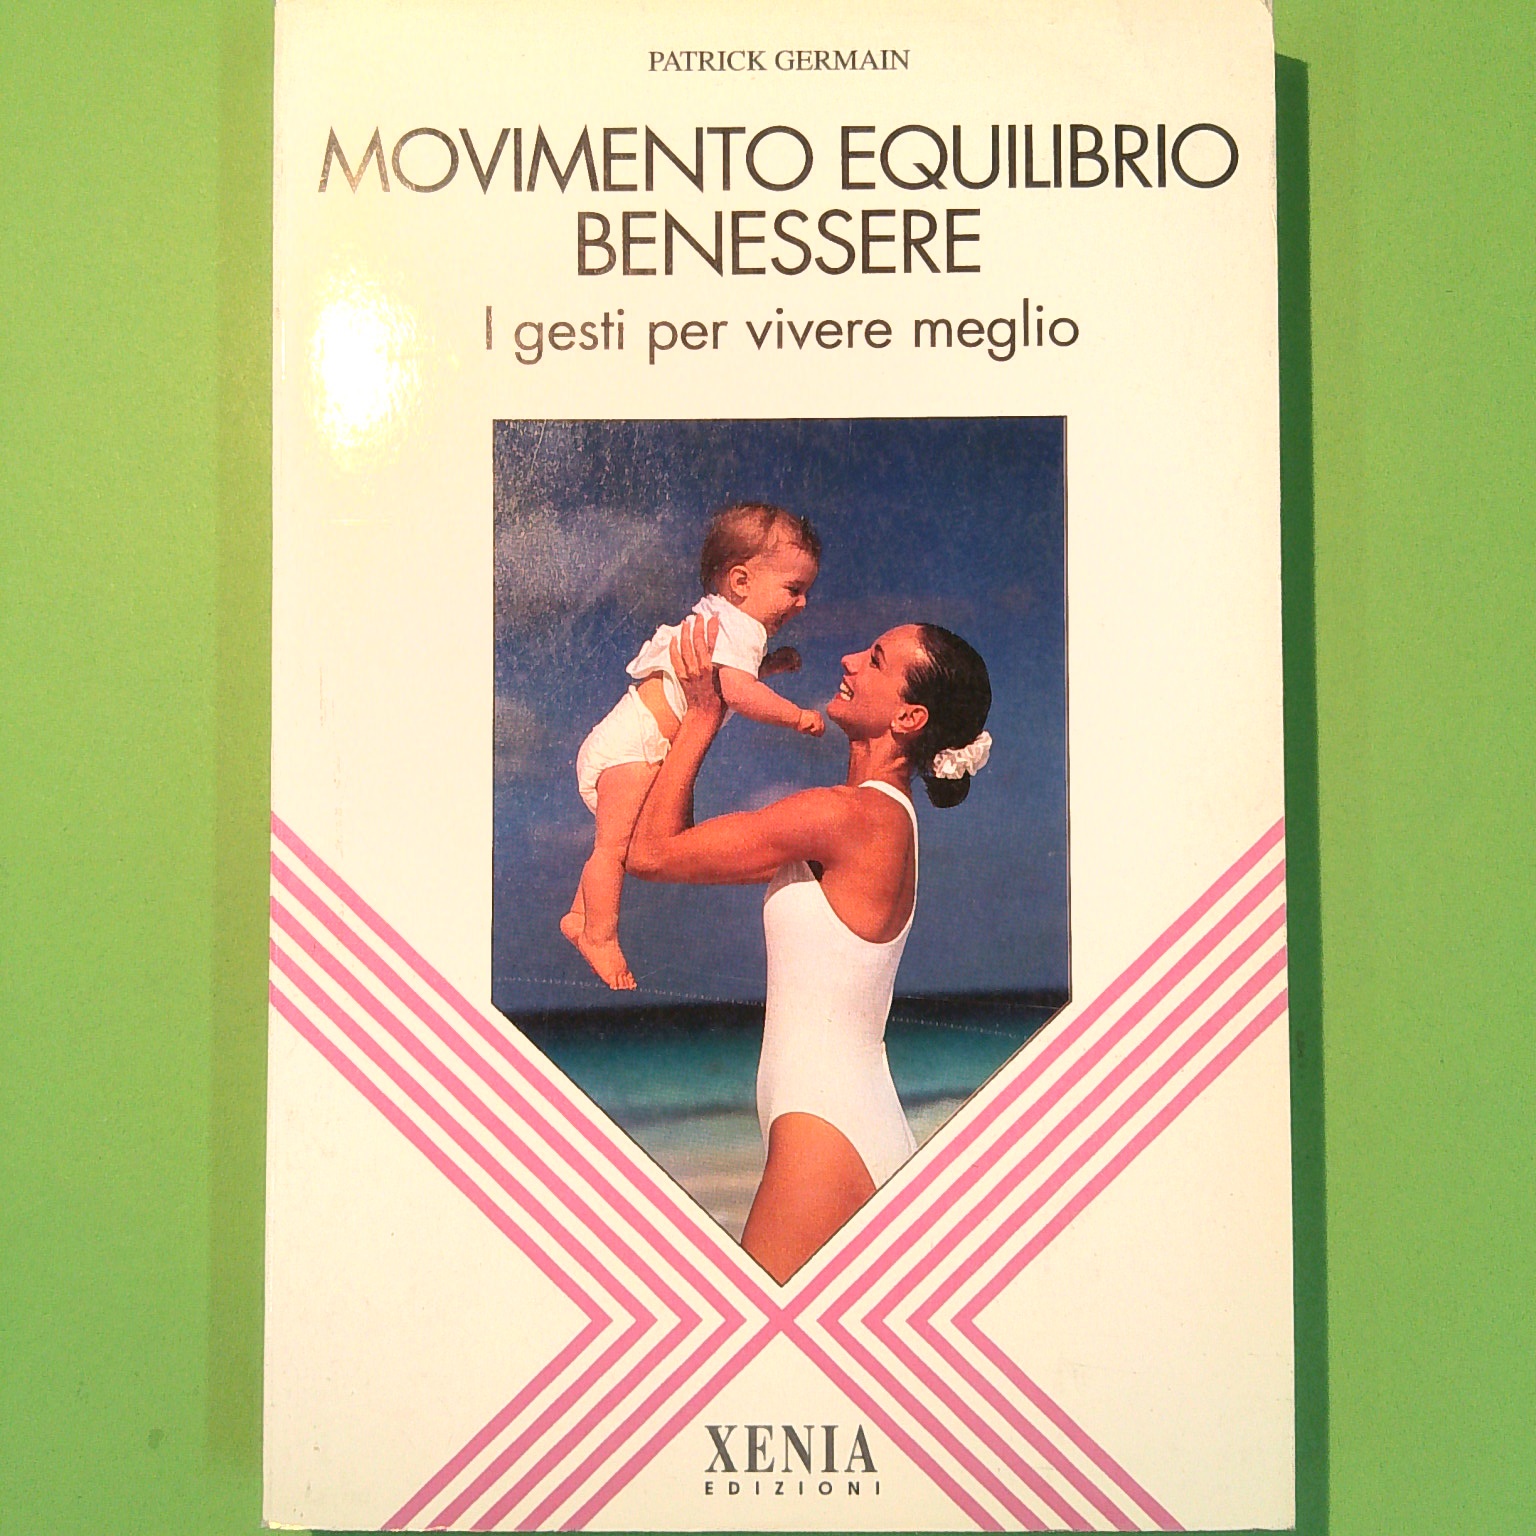 PATRICK GERMAIN
MOVIMENTO EQUILIBRIO
BENESSERE
I gesti per vivere meglio
XENIA
EDIZIONI